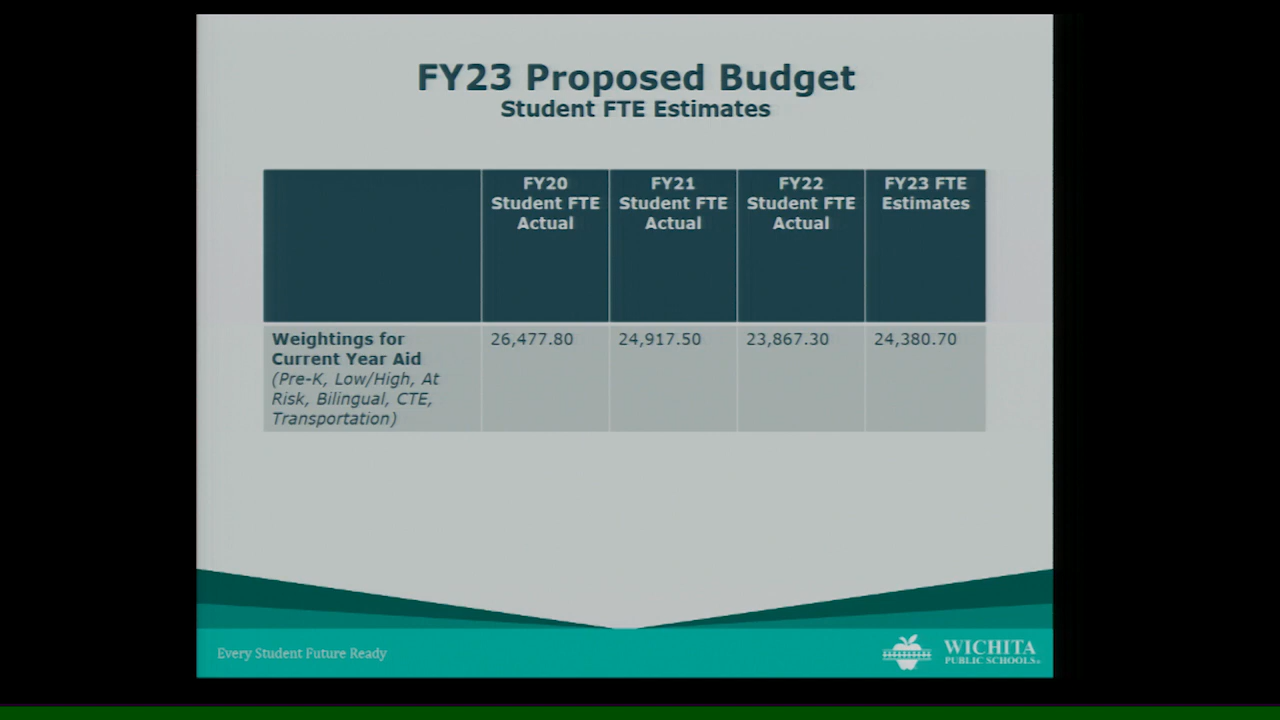 FY23 Proposed Budget
Student FTE Estimates
FY20
Student FTE
Actual
FY21
Student FTE
Actual
FY22
Student FTE
Actual
FY23 FTE
Estimates
Weightings for
Current Year Aid
(Pre-K, Low/High, At
Risk, Bilingual, CTE,
Transportation)
26,477.80
24,917.50
23,867.30
24,380.70
Every Student Future Ready
WICHITA
PUBLIC SCHOOLS